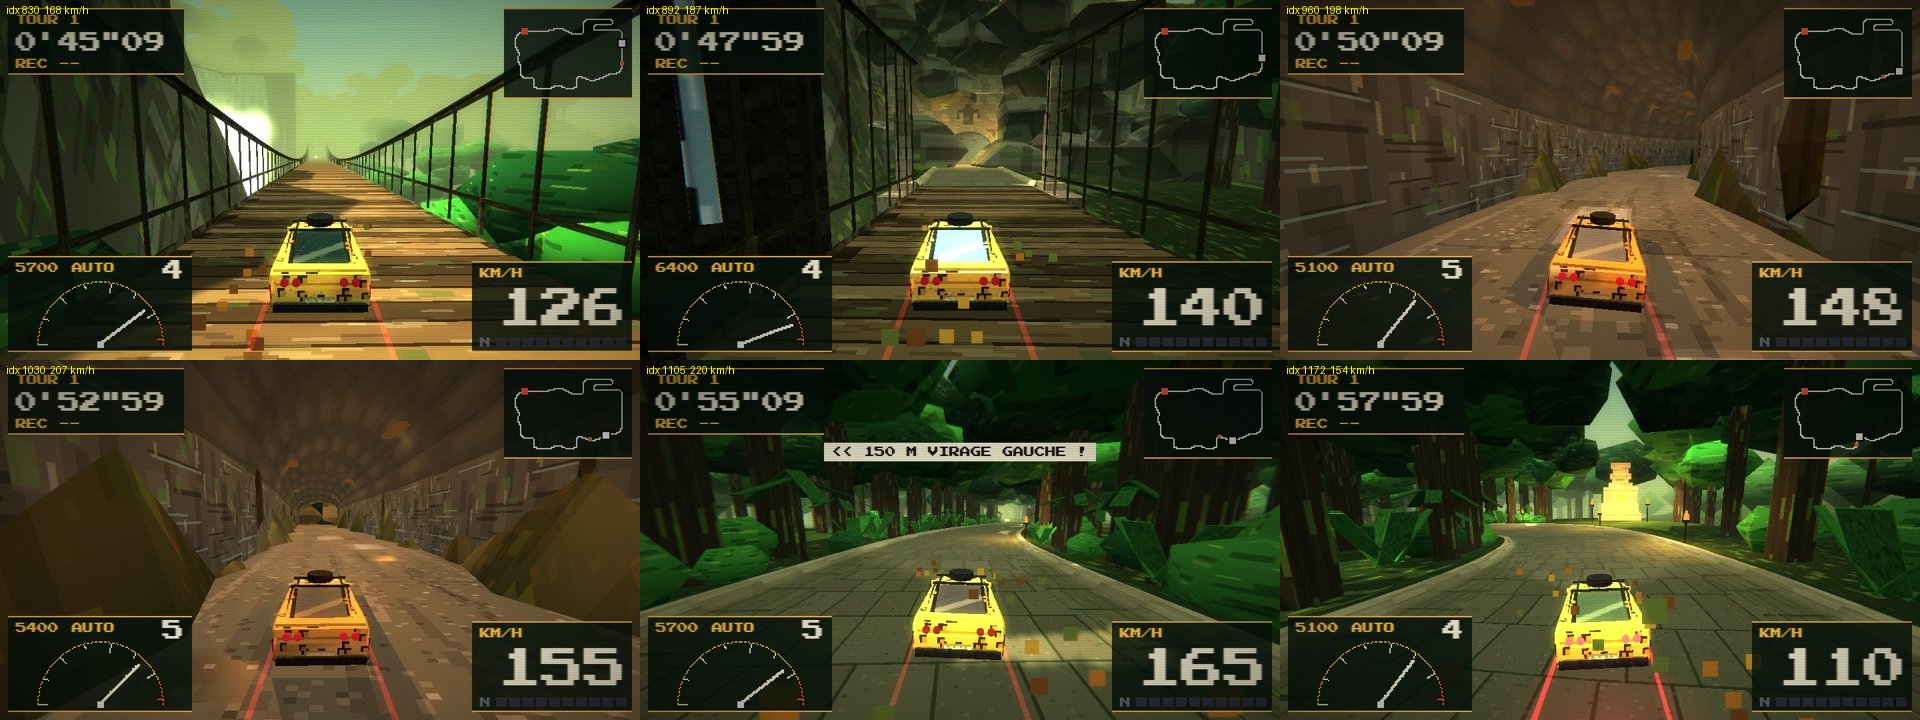 idx830 168 km/h
TOUR 1
0'45"09
REC --
5700 AUTO 4
KM/H
126
N
idx892 187 km/h
TOUR 1
0'47"59
REC --
6400 AUTO 4
KM/H
140
N
idx960 198 km/h
TOUR 1
0'50"09
REC --
5100 AUTO 5
KM/H
148
N
idx1030 207 km/h
TOUR 1
0'52"59
REC --
5400 AUTO 5
KM/H
155
N
idx1105 220 km/h
TOUR 1
0'55"09
REC --
<< 150 M VIRAGE GAUCHE !
5700 AUTO 5
KM/H
165
N
idx1172 154 km/h
TOUR 1
0'57"59
REC --
5100 AUTO 4
KM/H
110
N